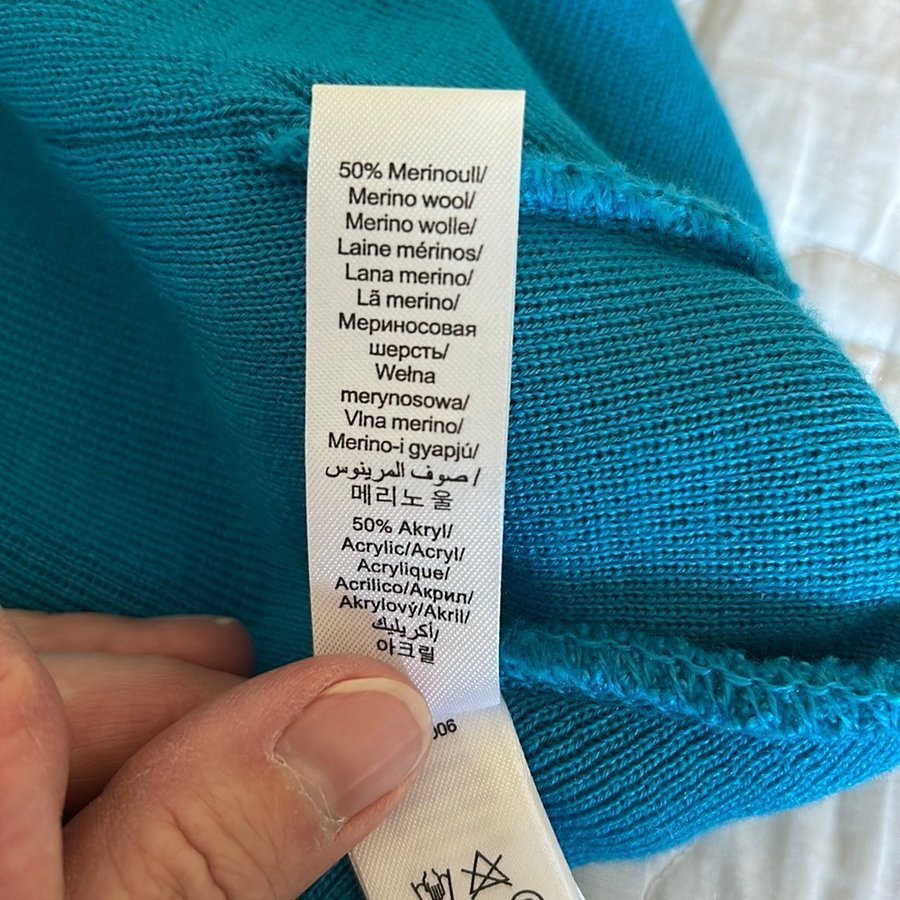 50% Merinoull/
Merino wool/
Merino wolle/
Laine mérinos/
Lana merino/
Lã merino/
Мериносовая
шерсть/
Wełna
merynosowa/
Vlna merino/
Merino-i gyapjú/
صوف المرينوس /
메리노 울
50% Akryl/
Acrylic/Acryl/
Acrylique/
Acrilico/Акрил/
Akrylový/Akril/
أكريليك/
아크릴
006